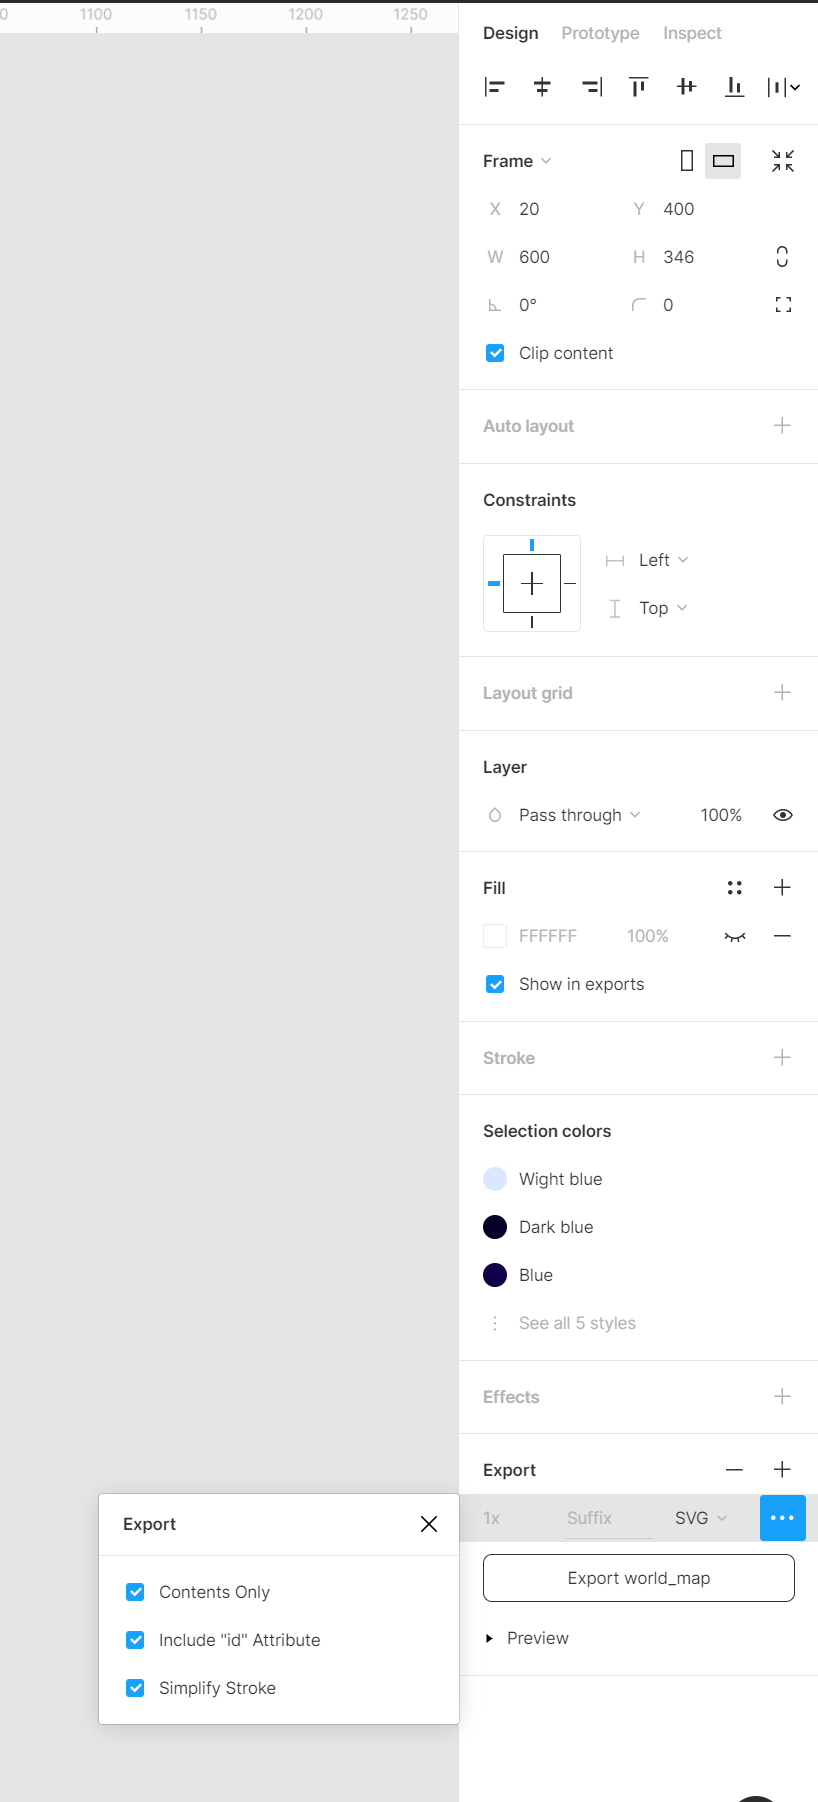 1100 1150 1200 1250
Design Prototype Inspect
Frame
X 20 Y 400
W 600 H 346
0° 0
Clip content
Auto layout
Constraints
Left
Top
Layout grid
Layer
Pass through 100%
Fill
FFFFFF 100%
Show in exports
Stroke
Selection colors
Wight blue
Dark blue
Blue
See all 5 styles
Effects
Export
1x Suffix SVG
Export world_map
Preview
Export
Contents Only
Include "id" Attribute
Simplify Stroke